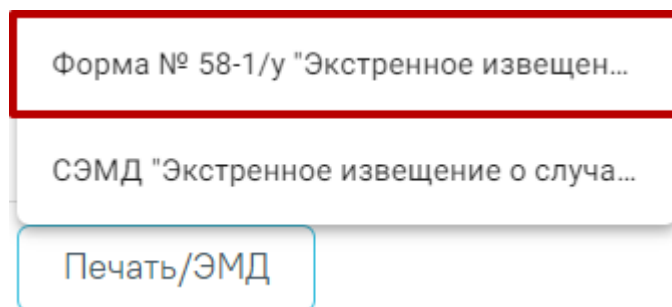 Форма № 58-1/у "Экстренное извещен...
СЭМД "Экстренное извещение о случа...
Печать/ЭМД